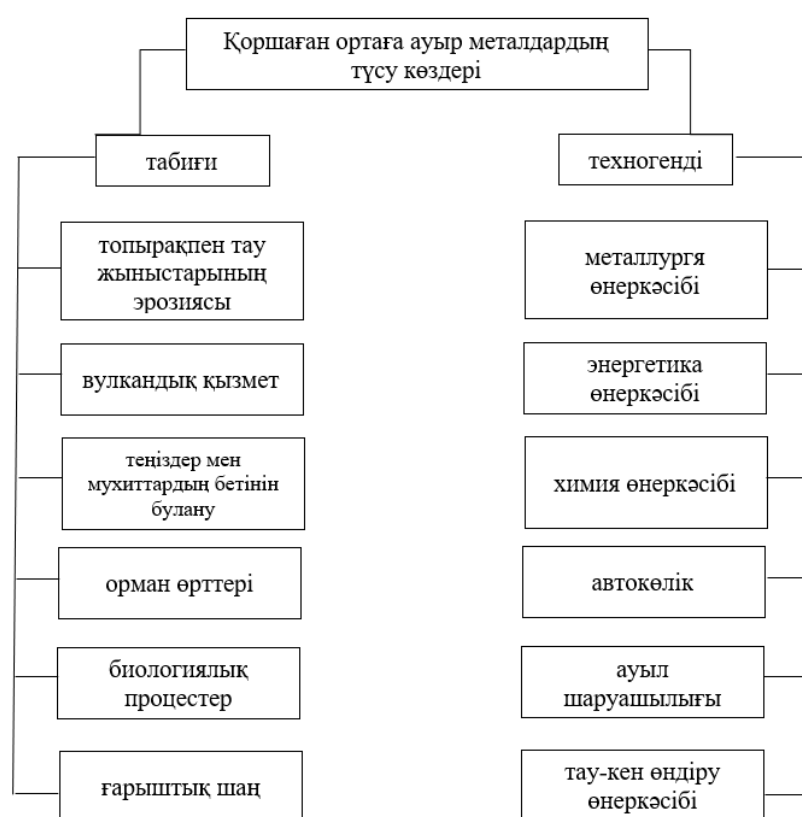 Қоршаған ортаға ауыр металдардың
түсу көздері
табиғи
техногенді
топырақпен тау
жыныстарының
эрозиясы
металлургя
өнеркәсібі
вулкандық қызмет
энергетика
өнеркәсібі
теңіздер мен
мухиттардың бетінін
булану
химия өнеркәсібі
орман өрттері
автокөлік
биологиялық
процестер
ауыл
шаруашылығы
ғарыштық шаң
тау-кен өндіру
өнеркәсібі